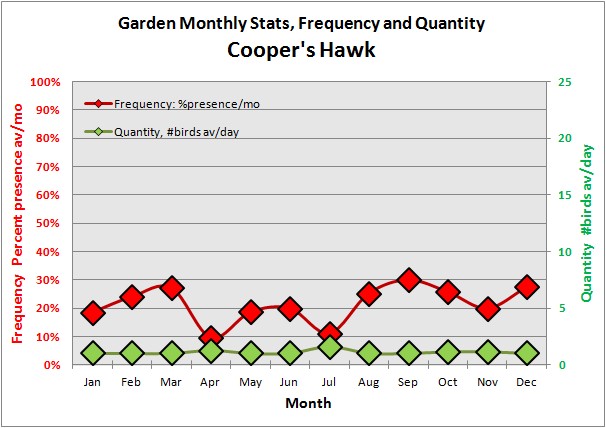 Garden Monthly Stats, Frequency and Quantity
Cooper's Hawk
Frequency Percent presence av/mo
100%
90%
80%
70%
60%
50%
40%
30%
20%
10%
0%
Frequency: %presence/mo
Quantity, #birds av/day
25
20
15
10
5
0
Quantity #birds av/day
Jan Feb Mar Apr May Jun Jul Aug Sep Oct Nov Dec
Month